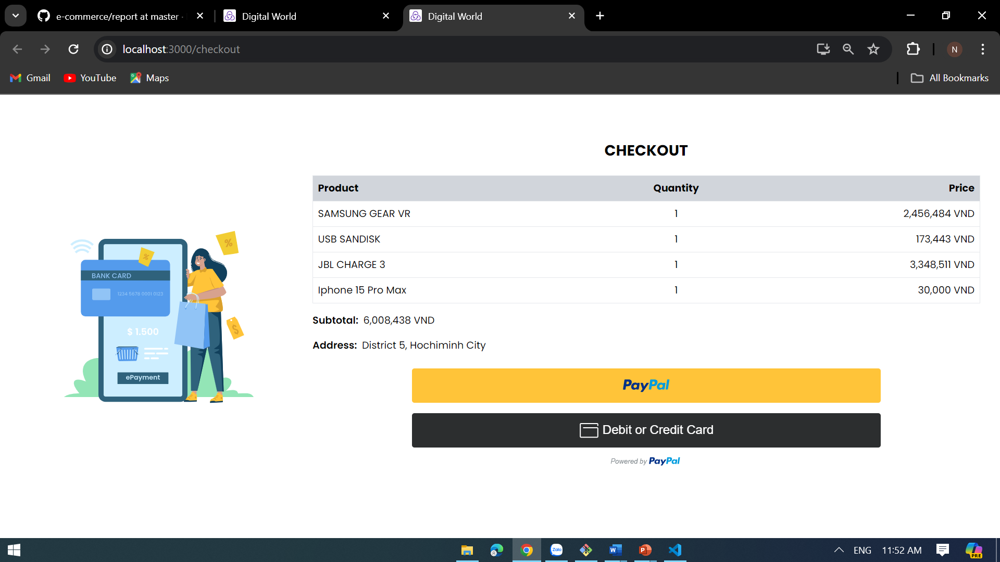 e-commerce/report at master
Digital World
Digital World
localhost:3000/checkout
N
Gmail
YouTube
Maps
All Bookmarks
CHECKOUT
Product Quantity Price
SAMSUNG GEAR VR 1 2,456,484 VND
USB SANDISK 1 173,443 VND
JBL CHARGE 3 1 3,348,511 VND
Iphone 15 Pro Max 1 30,000 VND
Subtotal: 6,008,438 VND
Address: District 5, Hochiminh City
%
%
BANK CARD
1234 5678 0001 0123
$
$ 1.500
ePayment
PayPal
Debit or Credit Card
Powered by PayPal
Zalo
W
P
ENG
11:52 AM
PRE